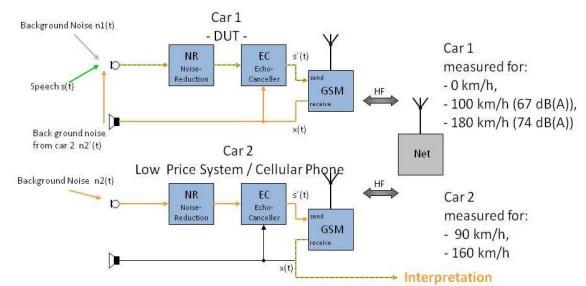 Car 1
- DUT -
Background Noise n1(t)
Speech s(t)
Back ground noise
from car 2 n2'(t)
NR
Noise-
Reduction
EC
Echo-
Canceller
s'(t)
send
GSM
receive
x(t)
HF
Net
Car 1
measured for:
- 0 km/h,
- 100 km/h (67 dB(A)),
- 180 km/h (74 dB(A))
Car 2
Low Price System / Cellular Phone
Background Noise n2(t)
NR
Noise-
Reduction
EC
Echo-
Canceller
s'(t)
send
GSM
receive
x(t)
HF
Car 2
measured for:
- 90 km/h,
- 160 km/h
Interpretation